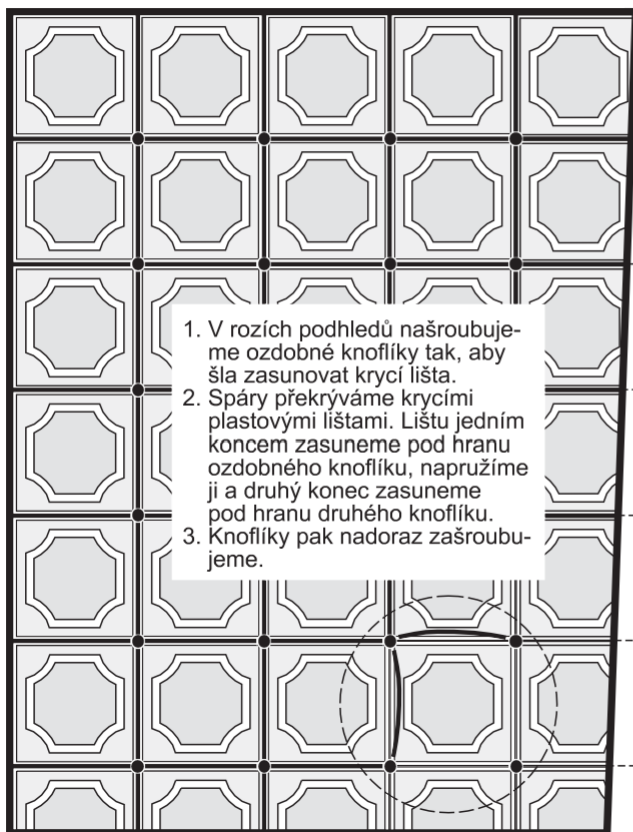 1. V rozích podhledů našroubuje-
me ozdobné knoflíky tak, aby
šla zasunovat krycí lišta.
2. Spáry překrýváme krycími
plastovými lištami. Lištu jedním
koncem zasuneme pod hranu
ozdobného knoflíku, napružíme
ji a druhý konec zasuneme
pod hranu druhého knoflíku.
3. Knoflíky pak nadoraz zašroubu-
jeme.